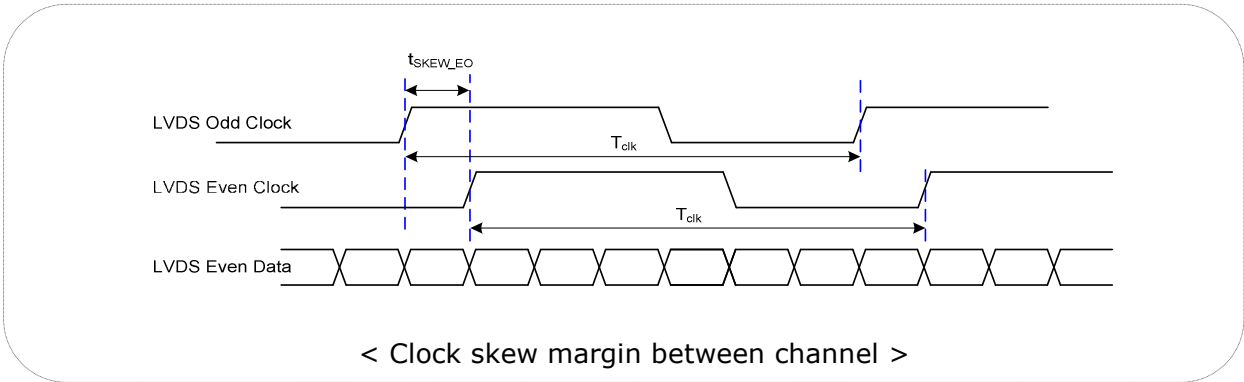 tSKEW_EO
LVDS Odd Clock
Tclk
LVDS Even Clock
Tclk
LVDS Even Data
< Clock skew margin between channel >